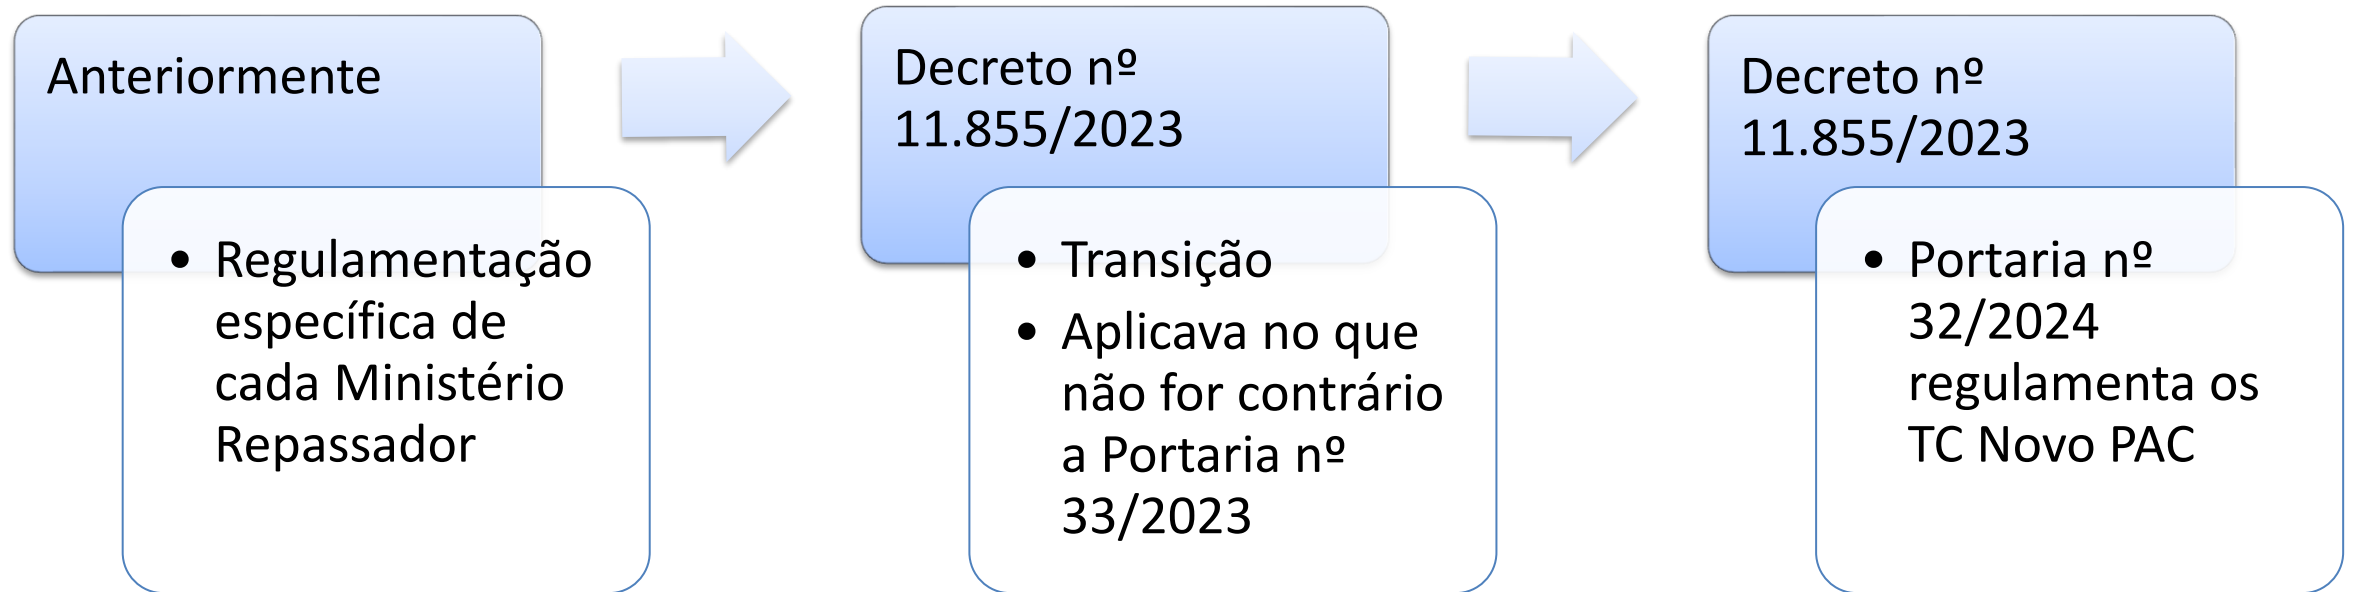 Anteriormente
• Regulamentação
específica de
cada Ministério
Repassador
Decreto nº
11.855/2023
• Transição
• Aplicava no que
não for contrário
a Portaria nº
33/2023
Decreto nº
11.855/2023
• Portaria nº
32/2024
regulamenta os
TC Novo PAC